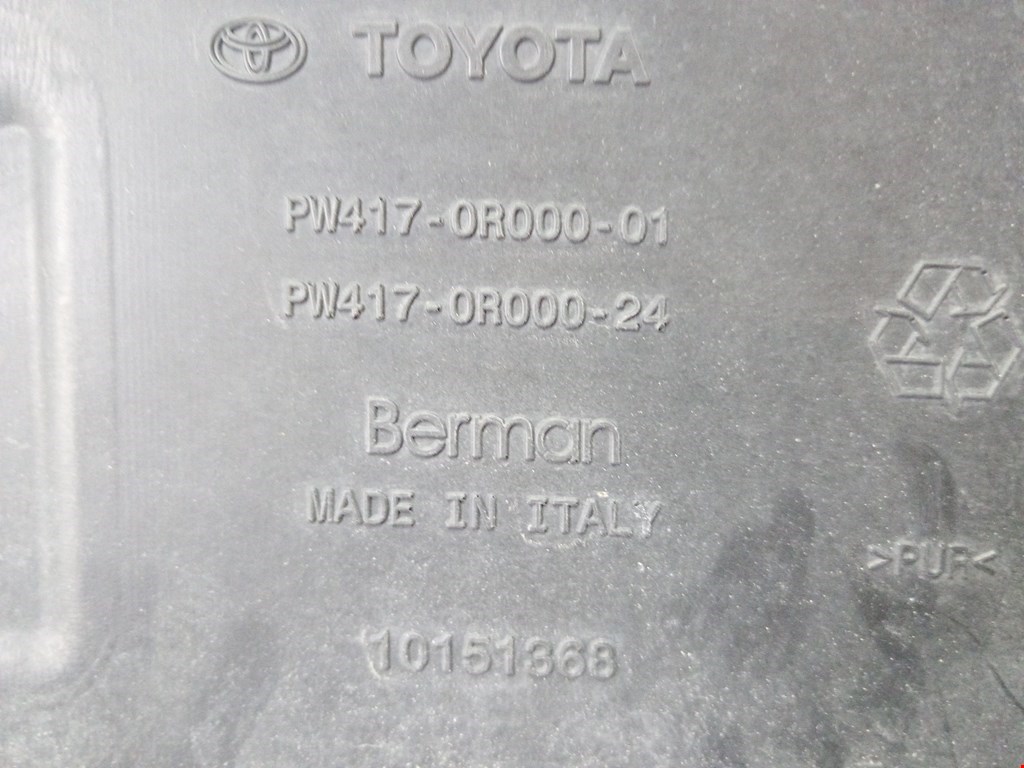 TOYOTA
PW417-0R000-01
PW417-0R000-24
Berman
MADE IN ITALY
>PUR<
10151368